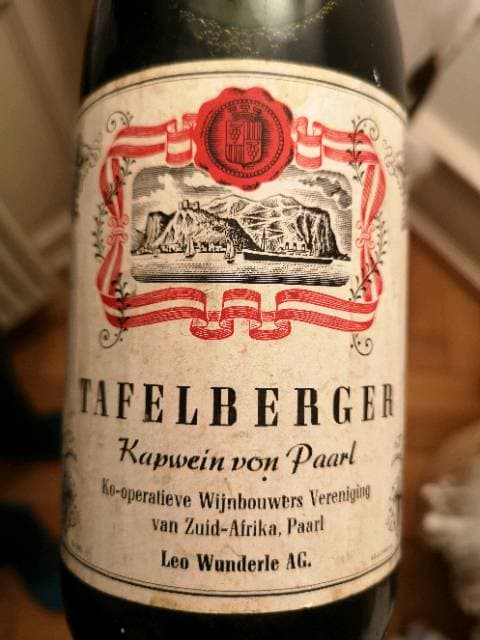 TAFELBERGER
Kapwein von Paarl
Ko-operatieve Wijnbouwers Vereniging
van Zuid-Afrika, Paarl
Leo Wunderle AG.